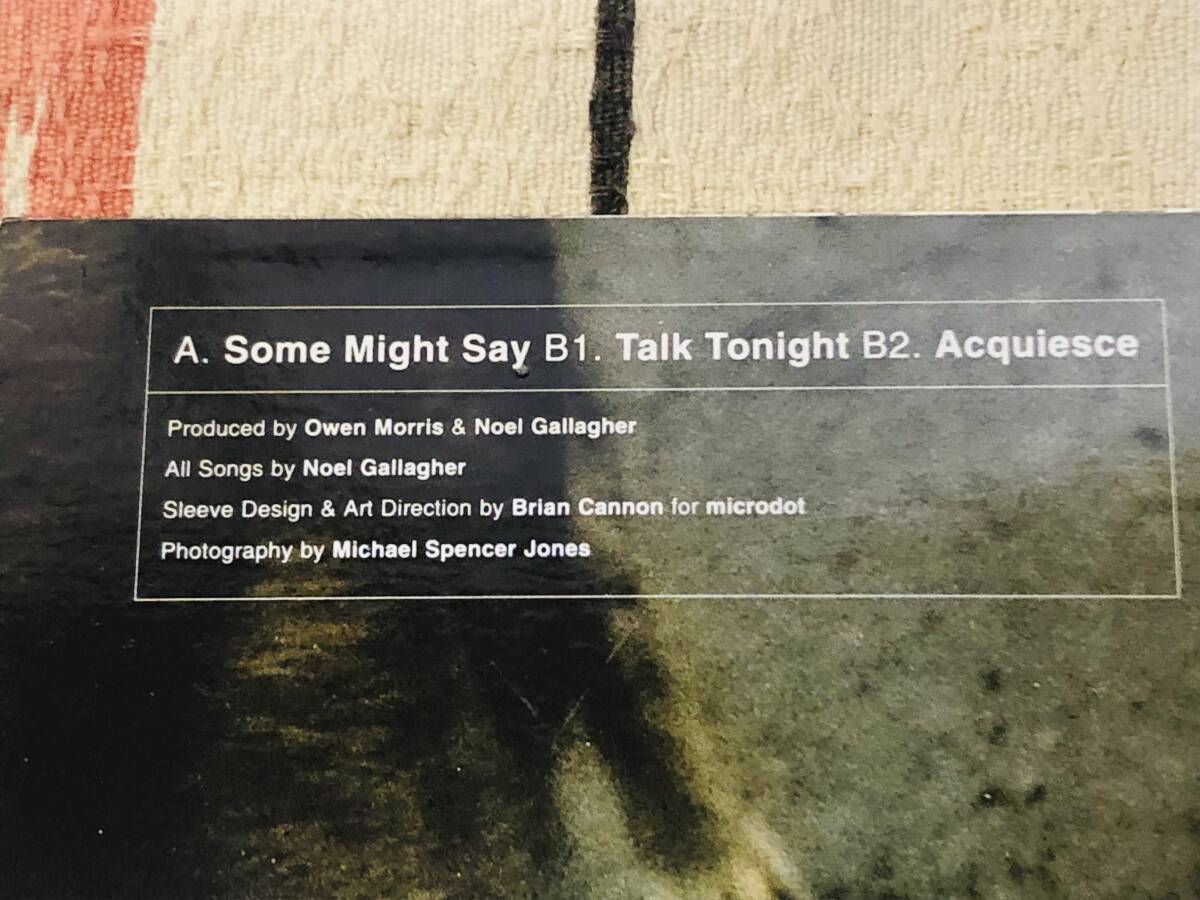 A. Some Might Say B1. Talk Tonight B2. Acquiesce
Produced by Owen Morris & Noel Gallagher
All Songs by Noel Gallagher
Sleeve Design & Art Direction by Brian Cannon for microdot
Photography by Michael Spencer Jones